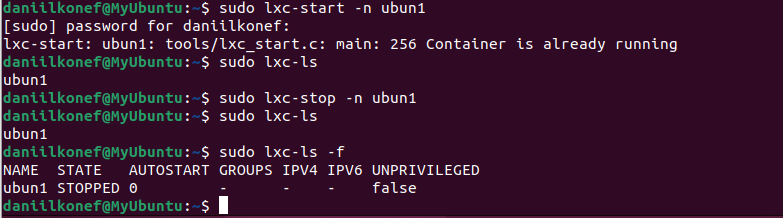 daniilkonef@MyUbuntu:~$ sudo lxc-start -n ubun1
[sudo] password for daniilkonef:
lxc-start: ubun1: tools/lxc_start.c: main: 256 Container is already running
daniilkonef@MyUbuntu:~$ sudo lxc-ls
ubun1
daniilkonef@MyUbuntu:~$ sudo lxc-stop -n ubun1
daniilkonef@MyUbuntu:~$ sudo lxc-ls
ubun1
daniilkonef@MyUbuntu:~$ sudo lxc-ls -f
NAME  STATE   AUTOSTART GROUPS IPV4 IPV6 UNPRIVILEGED
ubun1 STOPPED 0         -      -    -    false
daniilkonef@MyUbuntu:~$